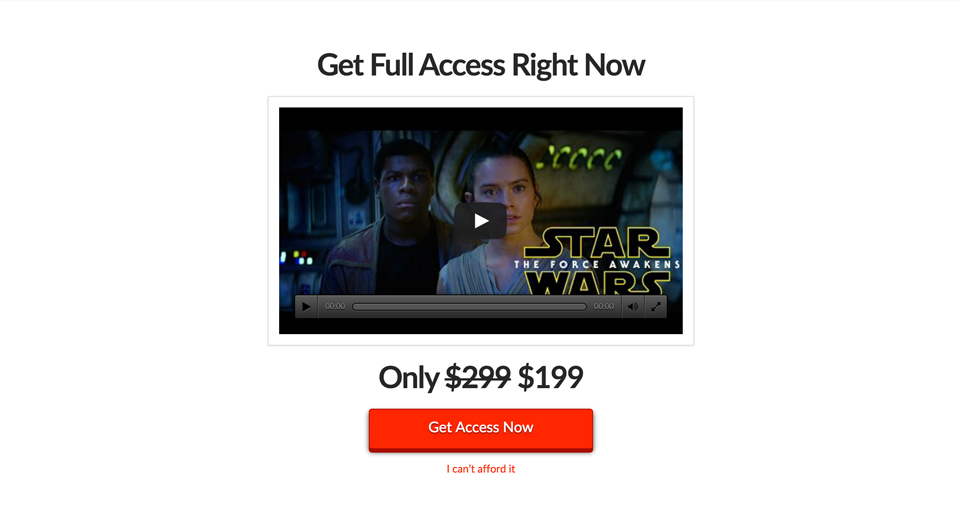 Get Full Access Right Now
STAR
THE FORCE AWAKENS
WARS
00:00 00:00
Only $299 $199
Get Access Now
I can't afford it